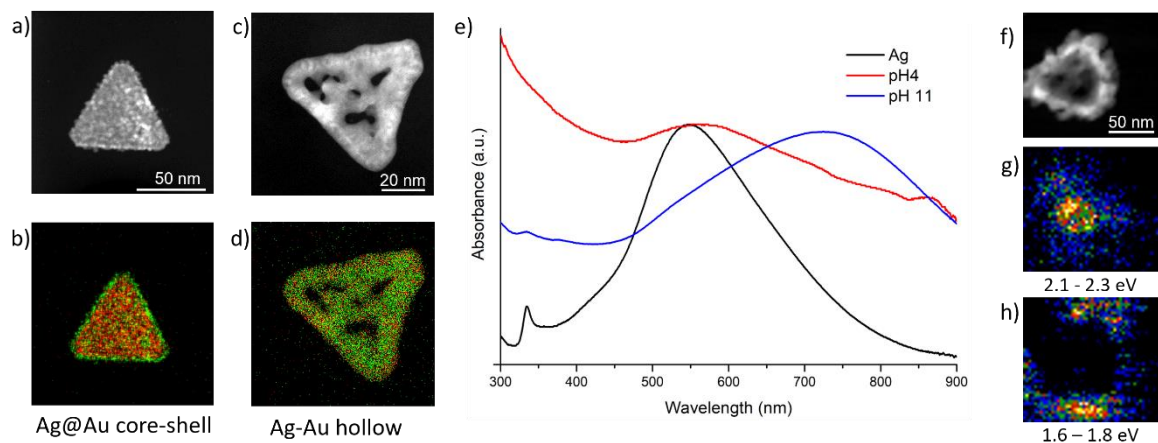 a)
50 nm
b)
Ag@Au core-shell
c)
20 nm
d)
Ag-Au hollow
e)
Absorbance (a.u.)
Ag
pH4
pH 11
300 400 500 600 700 800 900
Wavelength (nm)
f)
50 nm
g)
2.1 - 2.3 eV
h)
1.6 – 1.8 eV